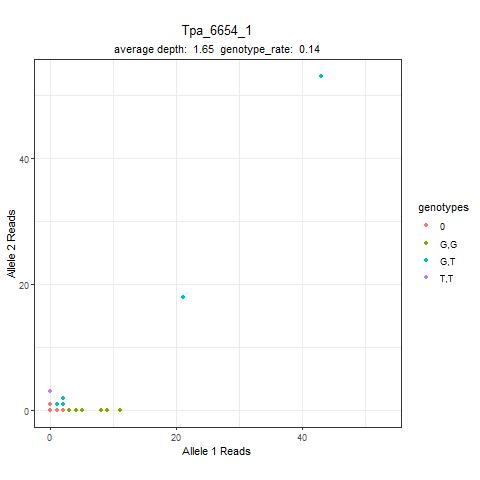 Tpa_6654_1
average depth:  1.65  genotype_rate:  0.14
Allele 2 Reads
40
20
0
0
20
40
Allele 1 Reads
genotypes
0
G,G
G,T
T,T